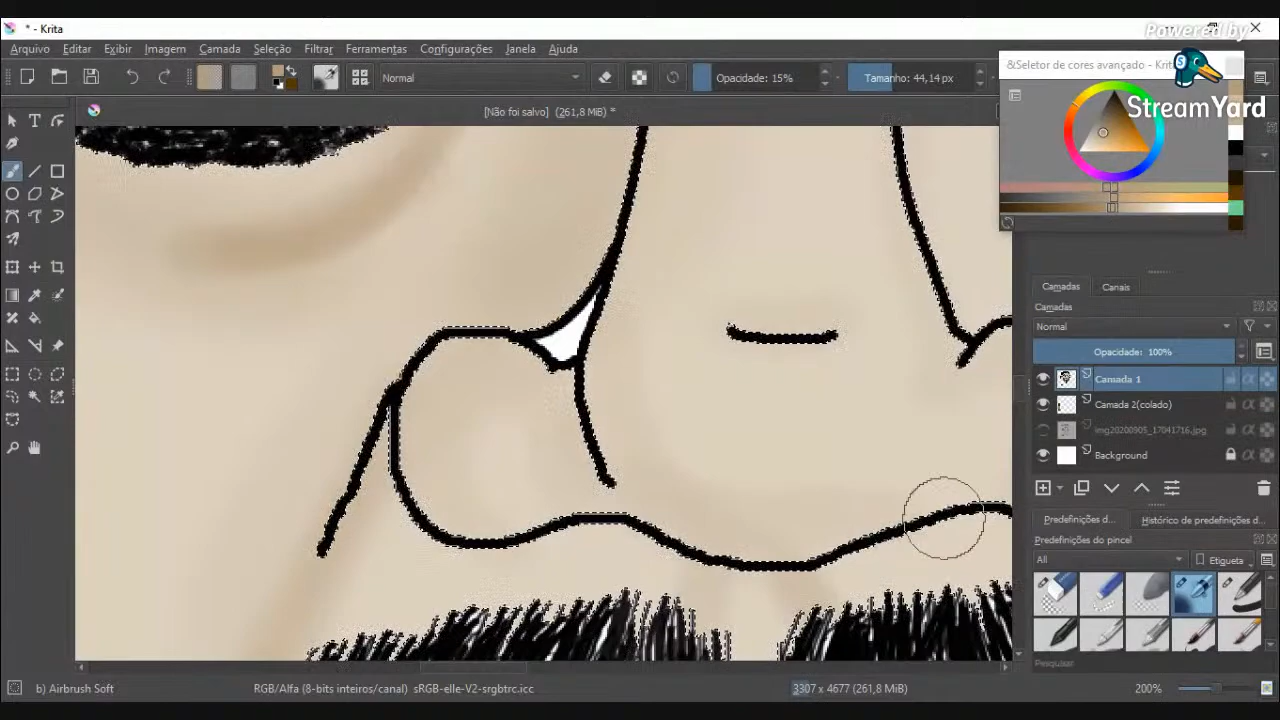 * - Krita
Powered by
Arquivo Editar Exibir Imagem Camada Seleção Filtrar Ferramentas Configurações Janela Ajuda
&Seletor de cores avançado - Krita
StreamYard
Normal
Opacidade: 15%
Tamanho: 44,14 px
[Não foi salvo] (261,8 MiB) *
Camadas Canais
Camadas
Normal
Opacidade: 100%
Camada 1
Camada 2(colado)
img20200905_17041716.jpg
Background
Predefinições d... Histórico de predefinições d...
Predefinições do pincel
All
Etiqueta
Pesquisar
b) Airbrush Soft
RGB/Alfa (8-bits inteiros/canal) sRGB-elle-V2-srgbtrc.icc
3307 x 4677 (261,8 MiB)
200%